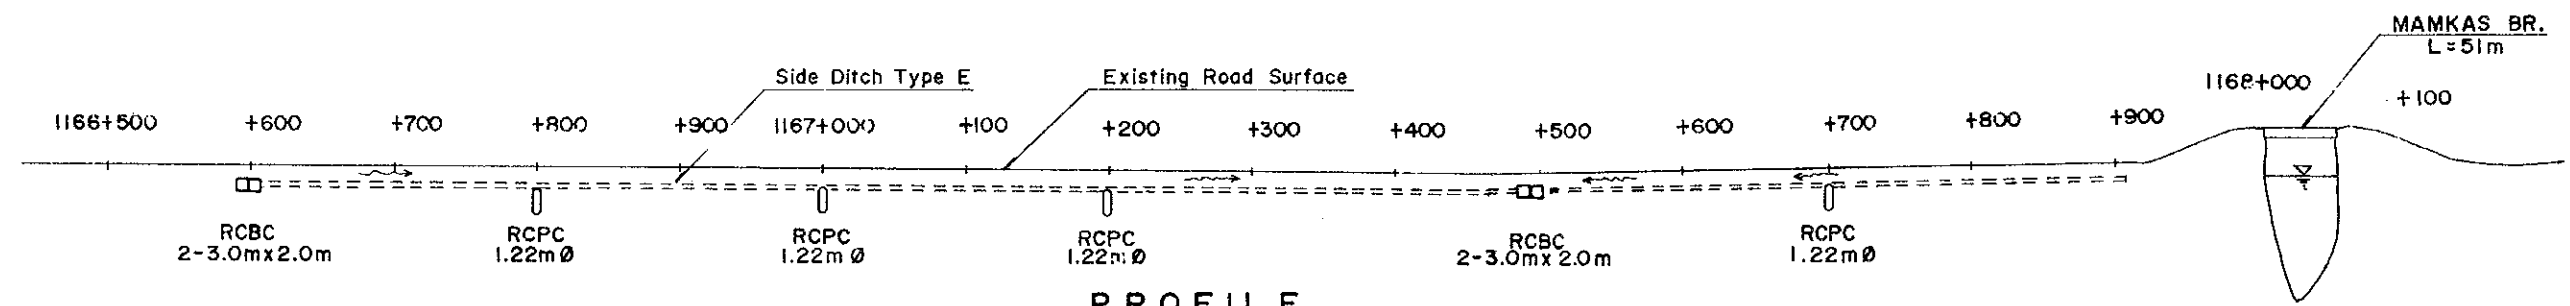 MAMKAS BR.
L=51m
Side Ditch Type E
Existing Road Surface
1166+500 +600 +700 +800 +900 1167+000 +100 +200 +300 +400 +500 +600 +700 +800 +900 1168+000 +100
RCBC
2-3.0mx2.0m
RCPC
1.22mØ
RCPC
1.22mØ
RCPC
1.22mØ
RCBC
2-3.0mx2.0m
RCPC
1.22mØ
PROFILE